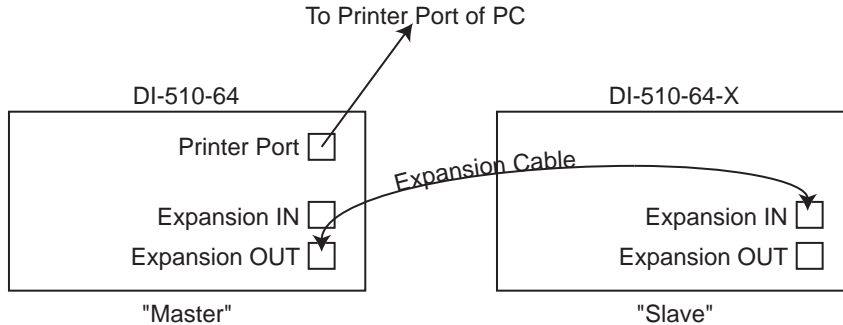 To Printer Port of PC
DI-510-64
DI-510-64-X
Printer Port
Expansion Cable
Expansion IN
Expansion IN
Expansion OUT
Expansion OUT
"Master"
"Slave"